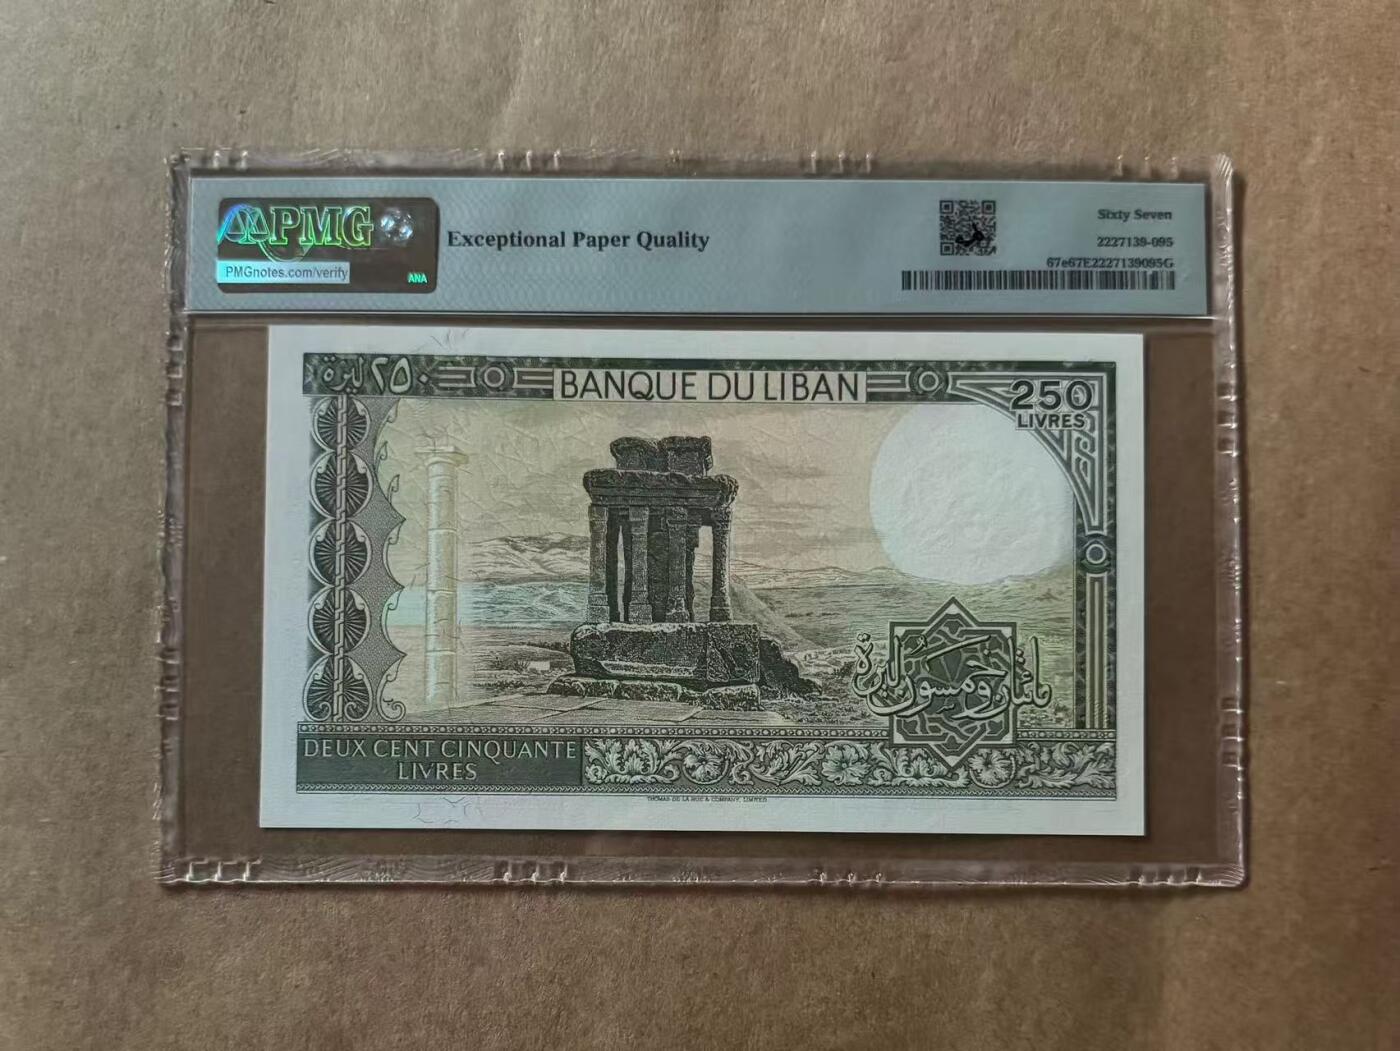 PMG
PMGnotes.com/verify
ANA
Exceptional Paper Quality
Sixty Seven
2227139-095
67e67E2227139095G
٢٥٠ ليرة
BANQUE DU LIBAN
250
LIVRES
مائتان وخمسون ليرة
DEUX CENT CINQUANTE
LIVRES
THOMAS DE LA RUE & COMPANY, LIMITED